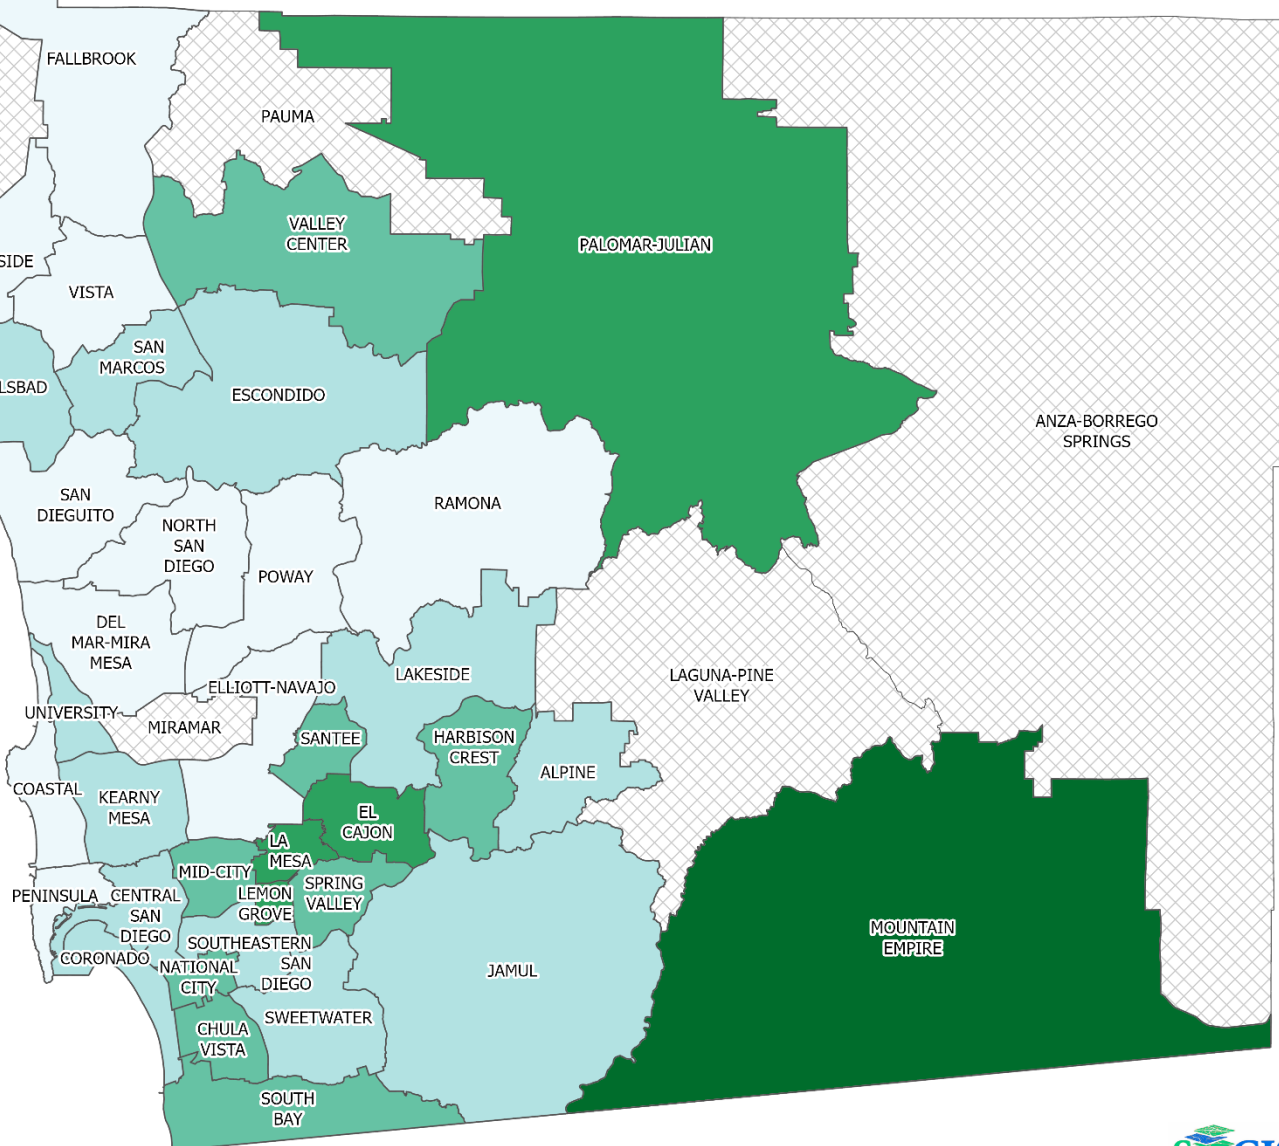 FALLBROOK
PAUMA
VALLEY
CENTER
PALOMAR-JULIAN
SIDE
VISTA
SAN
MARCOS
LSBAD
ESCONDIDO
ANZA-BORREGO
SPRINGS
SAN
DIEGUITO
RAMONA
NORTH
SAN
DIEGO
POWAY
DEL
MAR-MIRA
MESA
LAKESIDE
LAGUNA-PINE
VALLEY
ELLIOTT-NAVAJO
UNIVERSITY
MIRAMAR
SANTEE
HARBISON
CREST
ALPINE
COASTAL
KEARNY
MESA
EL
CAJON
LA
MESA
MID-CITY
SPRING
VALLEY
LEMON
GROVE
PENINSULA
CENTRAL
SAN
DIEGO
CORONADO
SOUTHEASTERN
SAN
DIEGO
NATIONAL
CITY
JAMUL
MOUNTAIN
EMPIRE
SWEETWATER
CHULA
VISTA
SOUTH
BAY